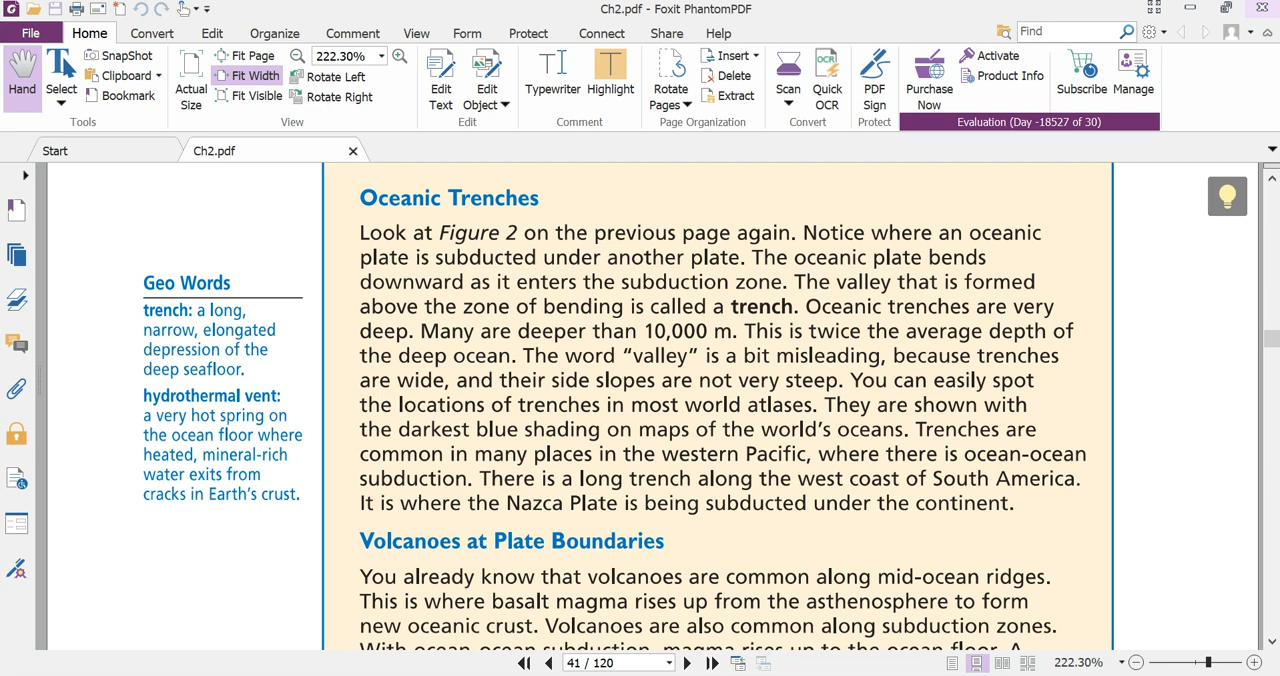 Ch2.pdf - Foxit PhantomPDF
File Home Convert Edit Organize Comment View Form Protect Connect Share Help Find
Hand
Select
SnapShot
Clipboard
Bookmark
Tools
Actual Size
Fit Page
Fit Width
Fit Visible
222.30%
Rotate Left
Rotate Right
View
Edit Text
Edit Object
Edit
Typewriter
Highlight
Comment
Rotate Pages
Insert
Delete
Extract
Page Organization
Scan
Quick OCR
Convert
PDF Sign
Protect
Purchase Now
Activate
Product Info
Subscribe
Manage
Evaluation (Day -18527 of 30)
Start
Ch2.pdf
Geo Words
trench: a long,
narrow, elongated
depression of the
deep seafloor.
hydrothermal vent:
a very hot spring on
the ocean floor where
heated, mineral-rich
water exits from
cracks in Earth's crust.
Oceanic Trenches
Look at Figure 2 on the previous page again. Notice where an oceanic
plate is subducted under another plate. The oceanic plate bends
downward as it enters the subduction zone. The valley that is formed
above the zone of bending is called a trench. Oceanic trenches are very
deep. Many are deeper than 10,000 m. This is twice the average depth of
the deep ocean. The word “valley” is a bit misleading, because trenches
are wide, and their side slopes are not very steep. You can easily spot
the locations of trenches in most world atlases. They are shown with
the darkest blue shading on maps of the world's oceans. Trenches are
common in many places in the western Pacific, where there is ocean-ocean
subduction. There is a long trench along the west coast of South America.
It is where the Nazca Plate is being subducted under the continent.
Volcanoes at Plate Boundaries
You already know that volcanoes are common along mid-ocean ridges.
This is where basalt magma rises up from the asthenosphere to form
new oceanic crust. Volcanoes are also common along subduction zones.
With ocean-ocean subduction, magma rises up to the ocean floor. A
41 / 120
222.30%